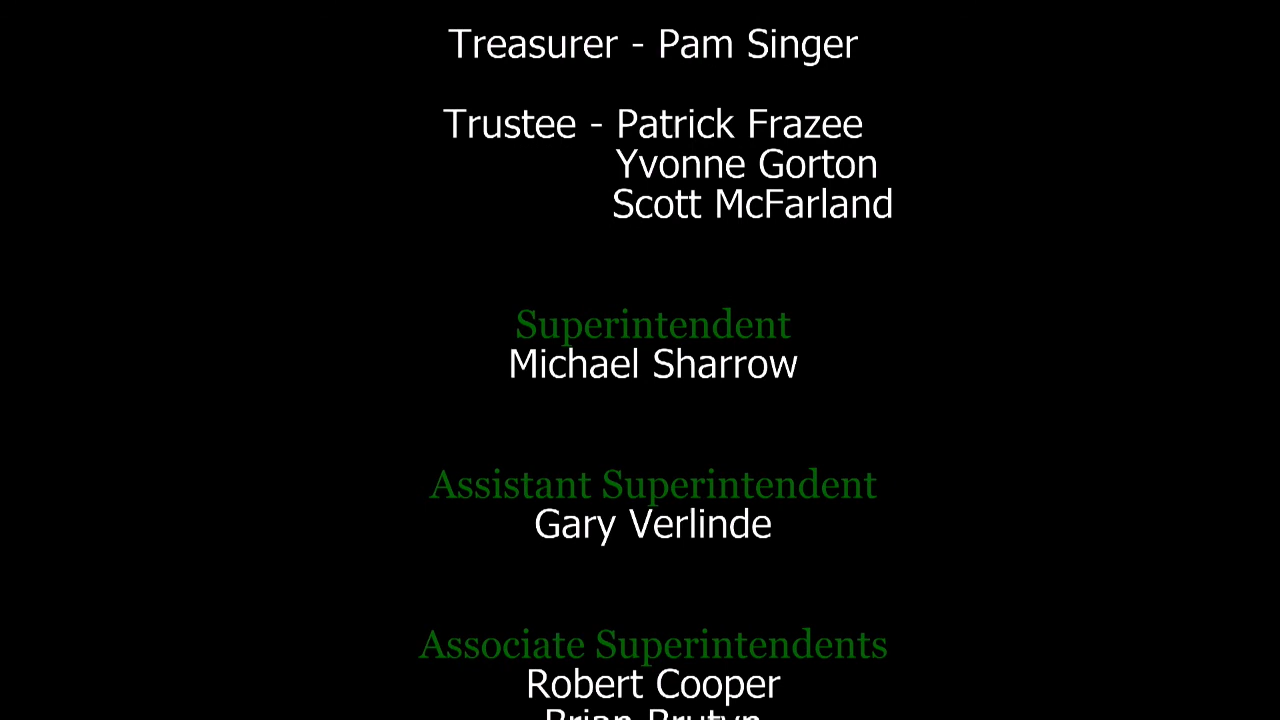 Treasurer - Pam Singer
Trustee - Patrick Frazee
Yvonne Gorton
Scott McFarland
Superintendent
Michael Sharrow
Assistant Superintendent
Gary Verlinde
Associate Superintendents
Robert Cooper
Brian